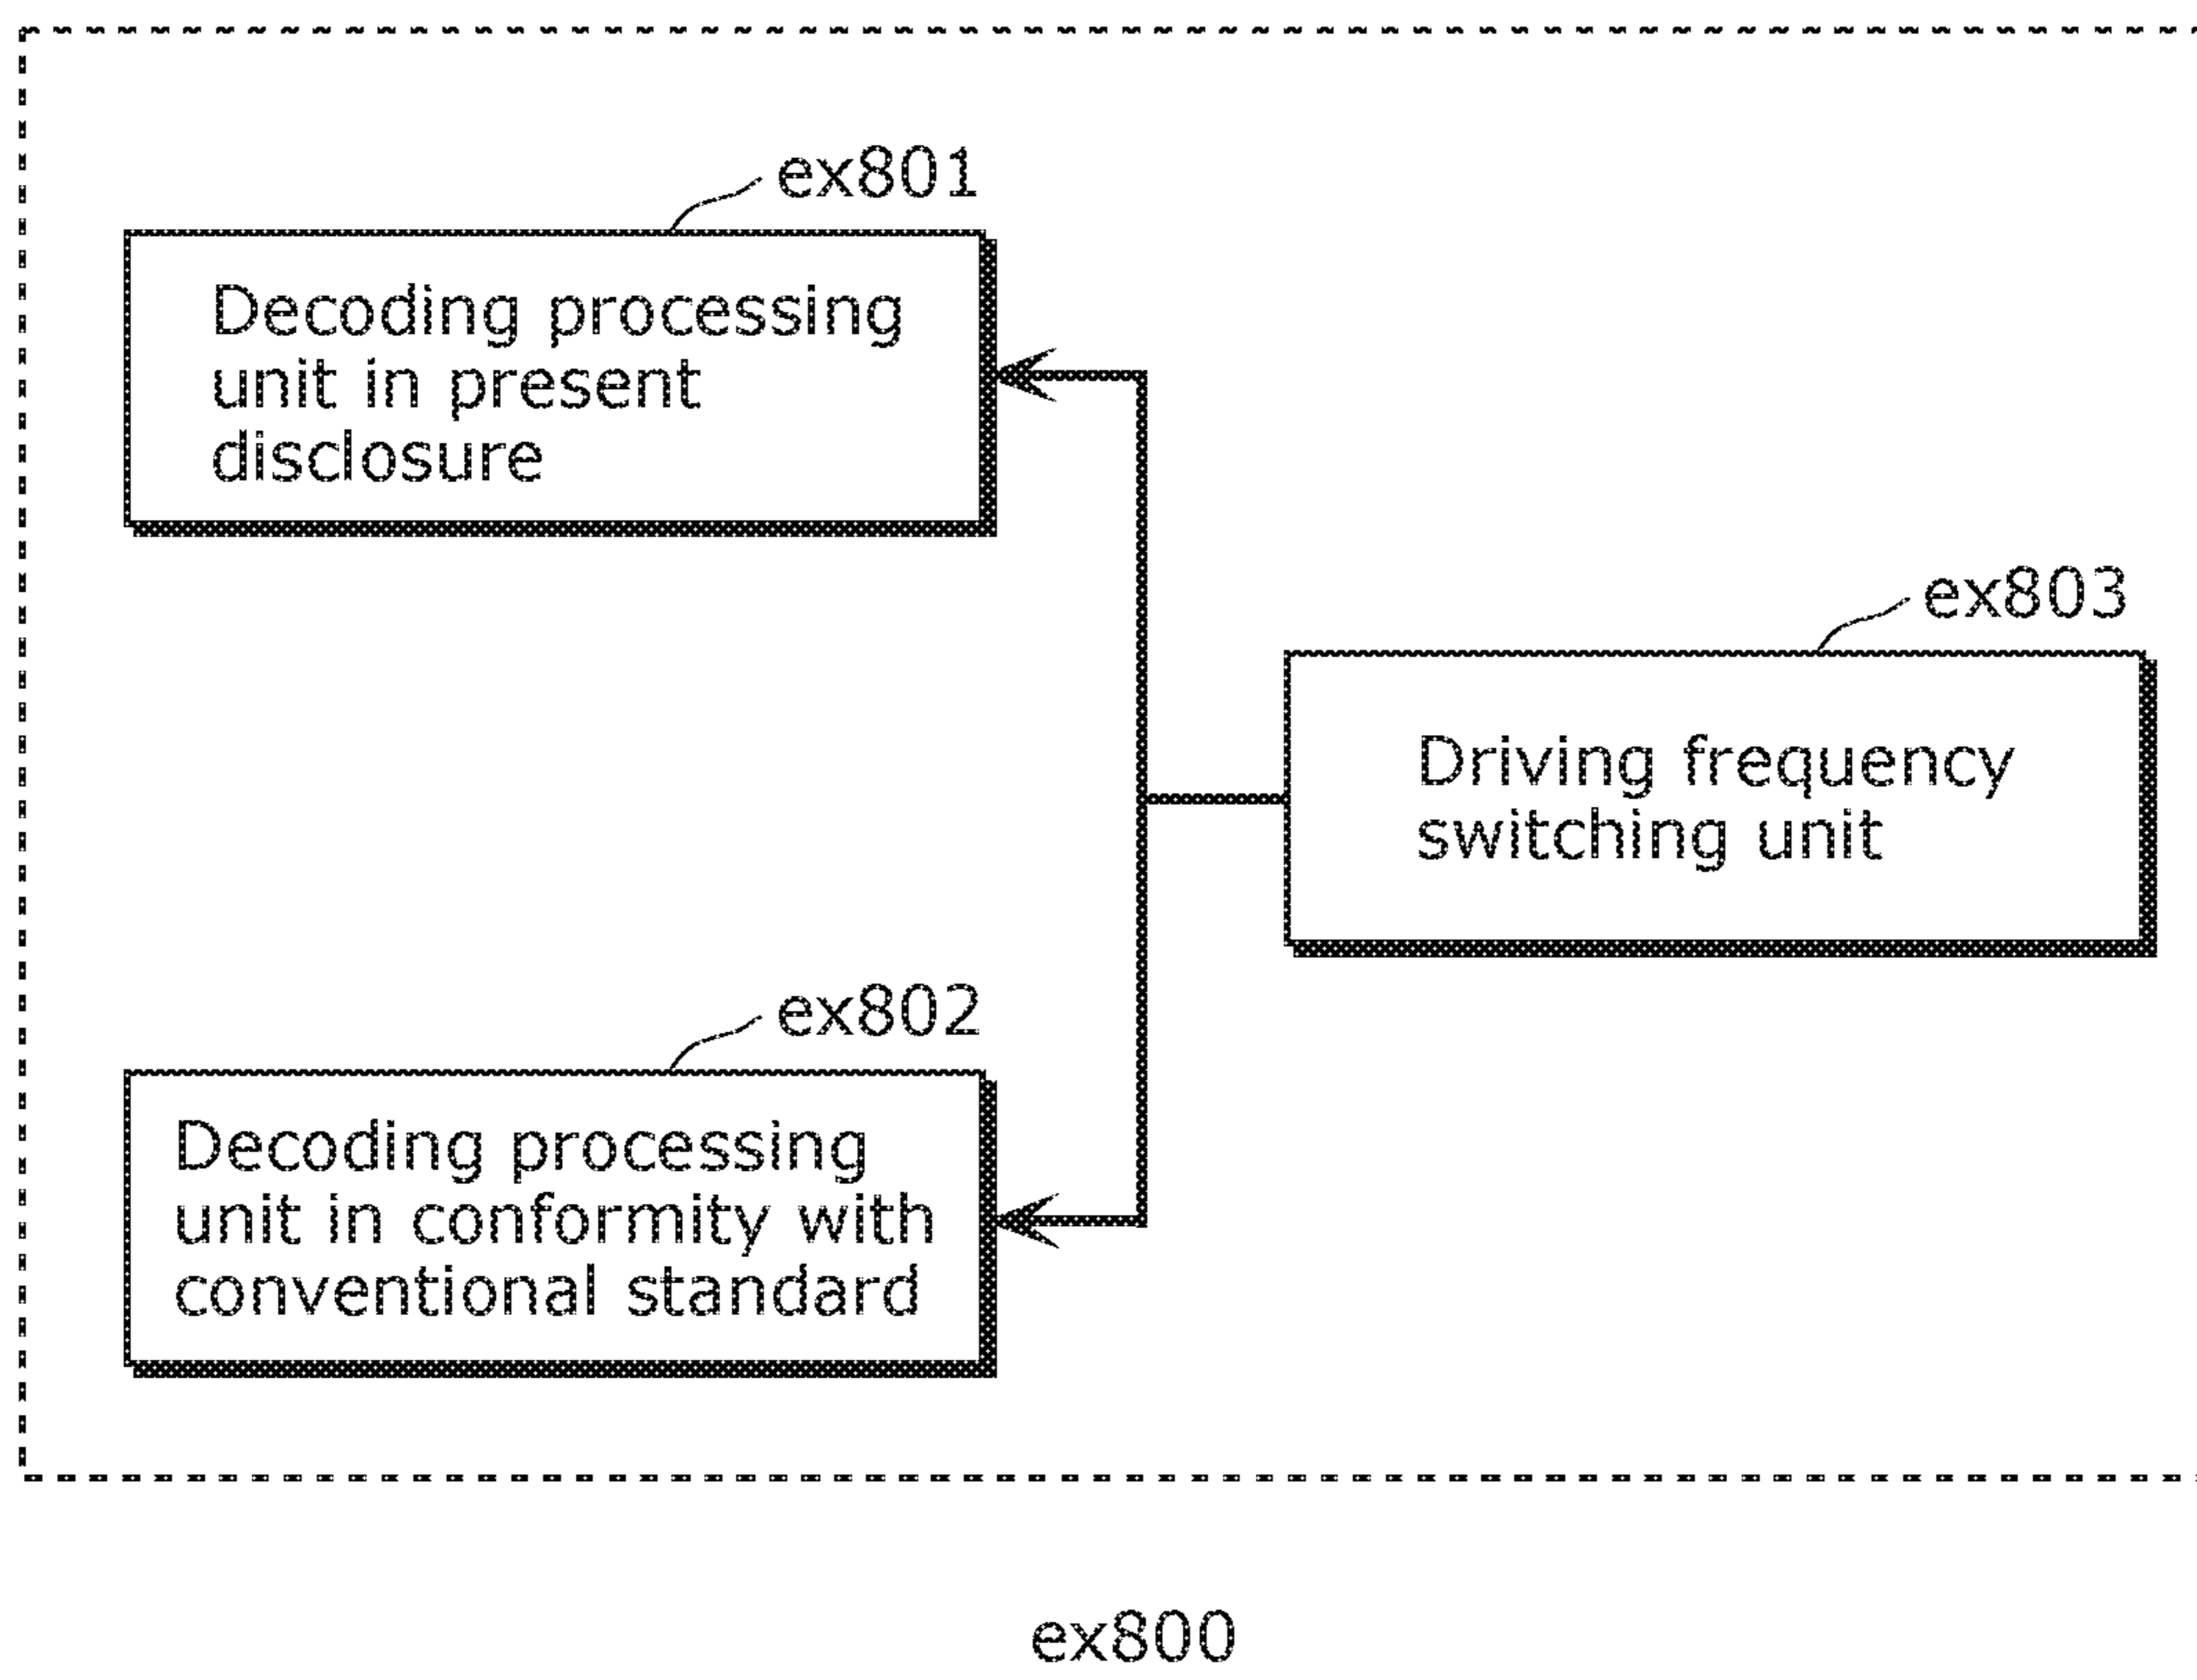 ex801
Decoding processing
unit in present
disclosure
ex803
Driving frequency
switching unit
ex802
Decoding processing
unit in conformity with
conventional standard
ex800